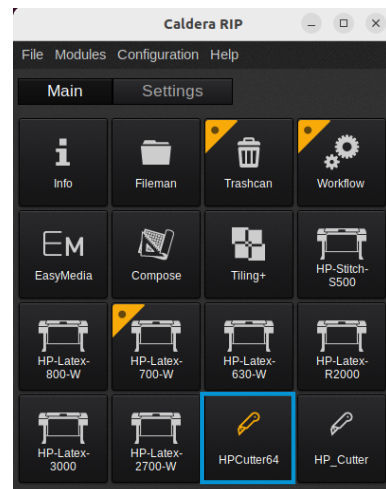 Caldera RIP
File Modules Configuration Help
Main Settings
Info Fileman Trashcan Workflow
EM
EasyMedia Compose Tiling+ HP-Stitch-
S500
HP-Latex-
800-W
HP-Latex-
700-W
HP-Latex-
630-W
HP-Latex-
R2000
HP-Latex-
3000
HP-Latex-
2700-W
HPCutter64 HP_Cutter